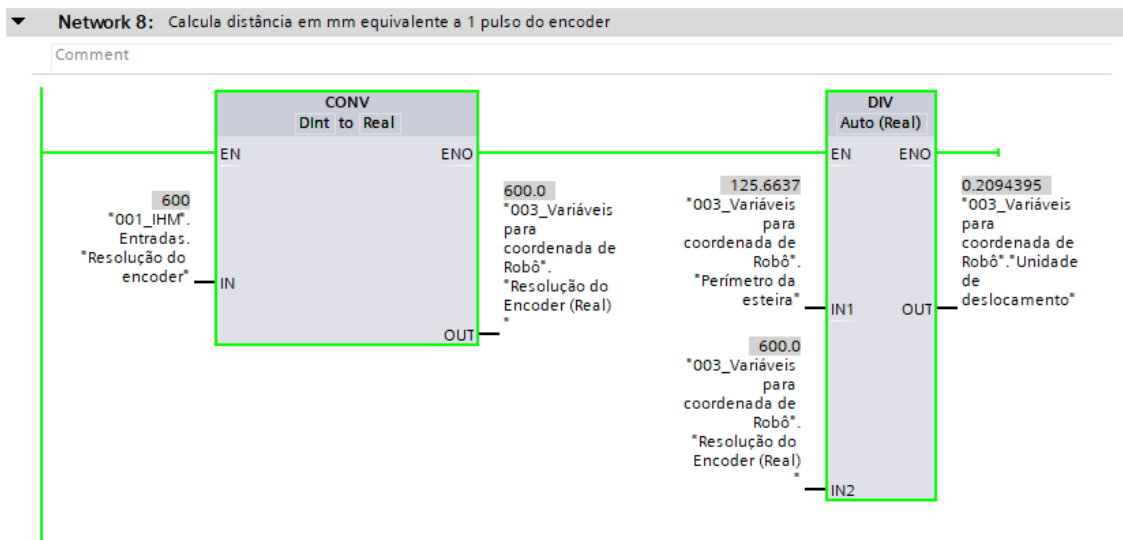 Network 8: Calcula distância em mm equivalente a 1 pulso do encoder
Comment
CONV
DInt to Real
EN
ENO
600
"001_IHM".
Entradas.
"Resolução do
encoder"
IN
600.0
"003_Variáveis
para
coordenada de
Robô".
"Resolução do
Encoder (Real)
"
OUT
DIV
Auto (Real)
EN
ENO
125.6637
"003_Variáveis
para
coordenada de
Robô".
"Perímetro da
esteira"
IN1
600.0
"003_Variáveis
para
coordenada de
Robô".
"Resolução do
Encoder (Real)
"
IN2
0.2094395
"003_Variáveis
para
coordenada de
Robô"."Unidade
de
deslocamento"
OUT